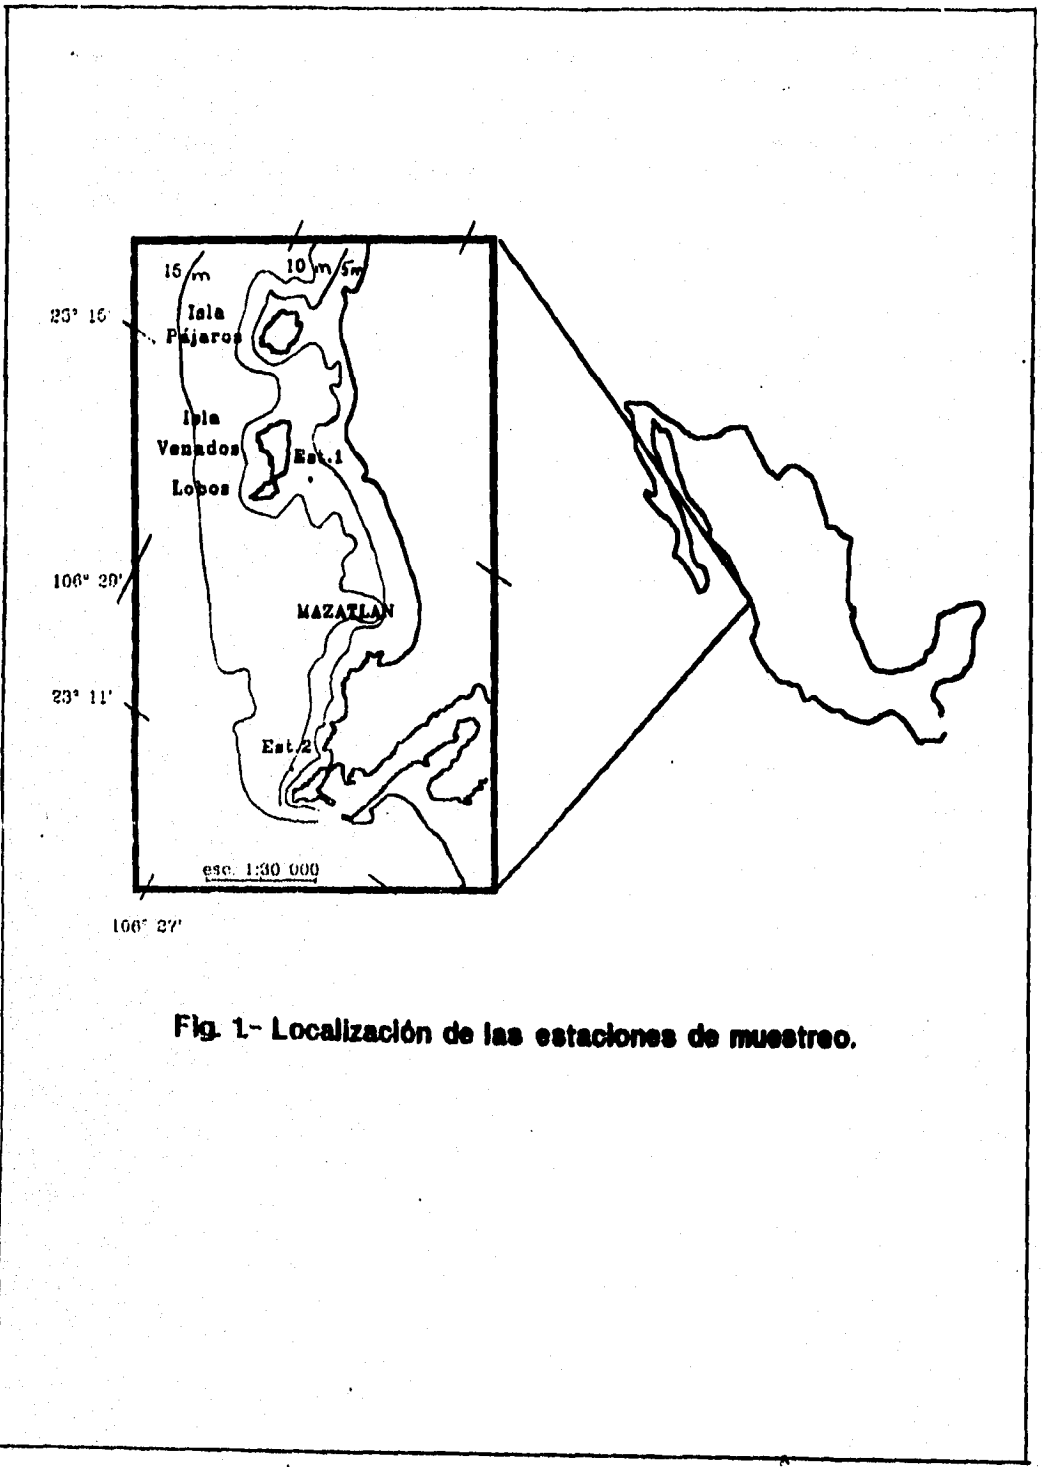 15 m
10 m
5m
Isla
Pájaros
23° 15'
Isla
Venados
Est.1
Lobos
106° 29'
MAZATLAN
23° 11'
Est.2
esc. 1:30 000
106° 27'
Fig. 1.- Localización de las estaciones de muestreo.